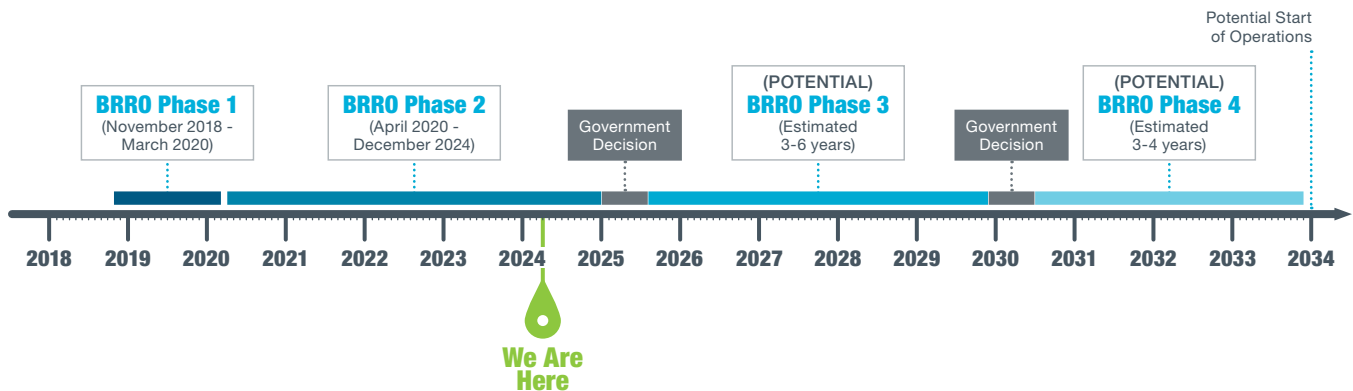 Potential Start
of Operations
BRRO Phase 1
(November 2018 -
March 2020)
BRRO Phase 2
(April 2020 -
December 2024)
Government
Decision
(POTENTIAL)
BRRO Phase 3
(Estimated
3-6 years)
Government
Decision
(POTENTIAL)
BRRO Phase 4
(Estimated
3-4 years)
2018 2019 2020 2021 2022 2023 2024 2025 2026 2027 2028 2029 2030 2031 2032 2033 2034
We Are
Here